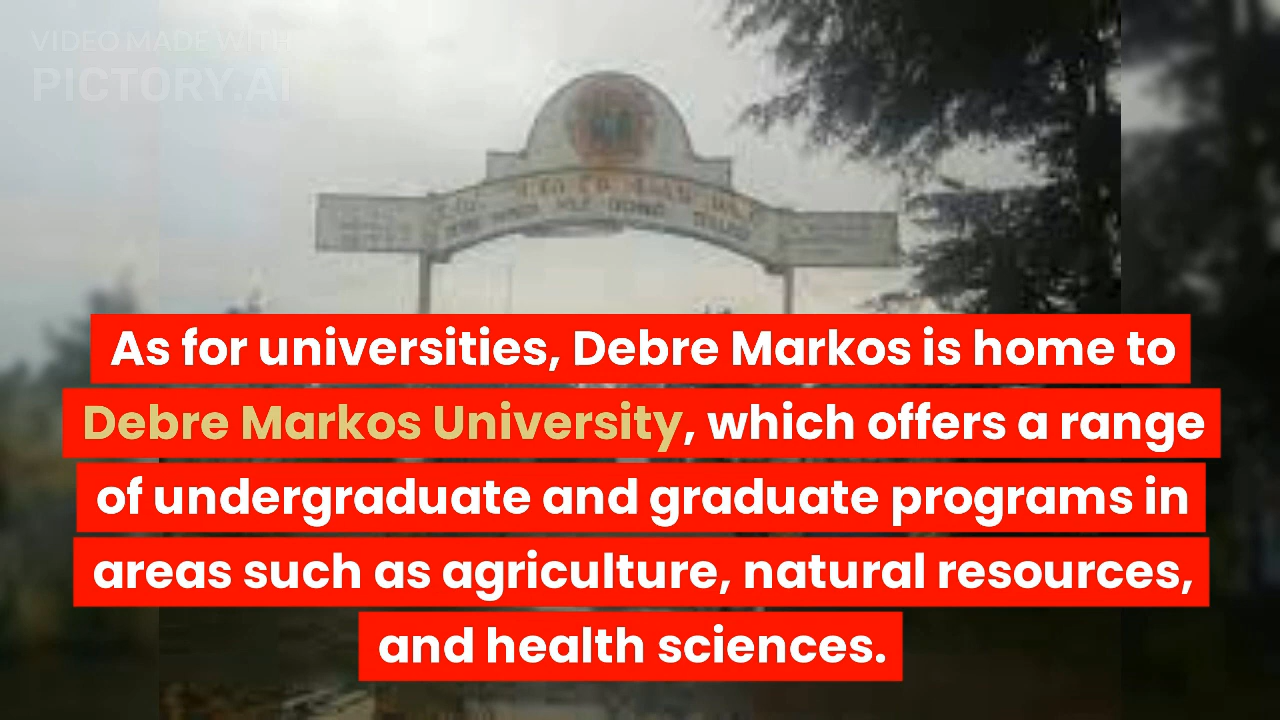 VIDEO MADE WITH
PICTORY.AI
As for universities, Debre Markos is home to
Debre Markos University, which offers a range
of undergraduate and graduate programs in
areas such as agriculture, natural resources,
and health sciences.